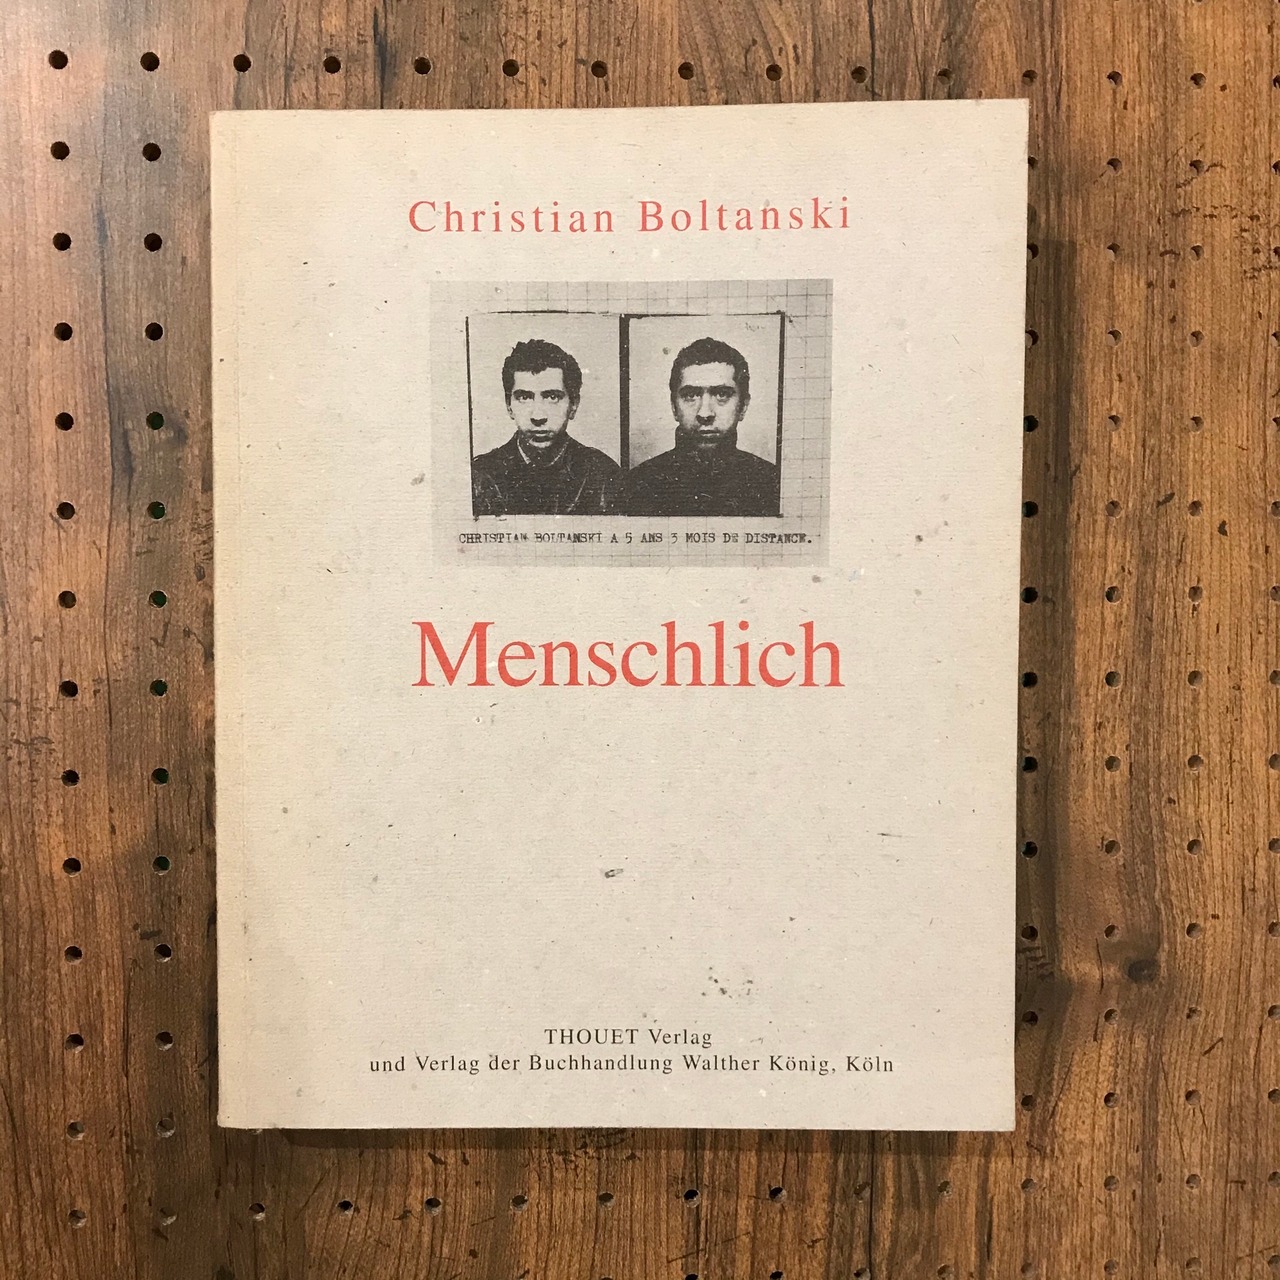 Christian Boltanski
CHRISTIAN BOLTANSKI A 5 ANS 3 MOIS DE DISTANCE.
Menschlich
THOUET Verlag
und Verlag der Buchhandlung Walther König, Köln